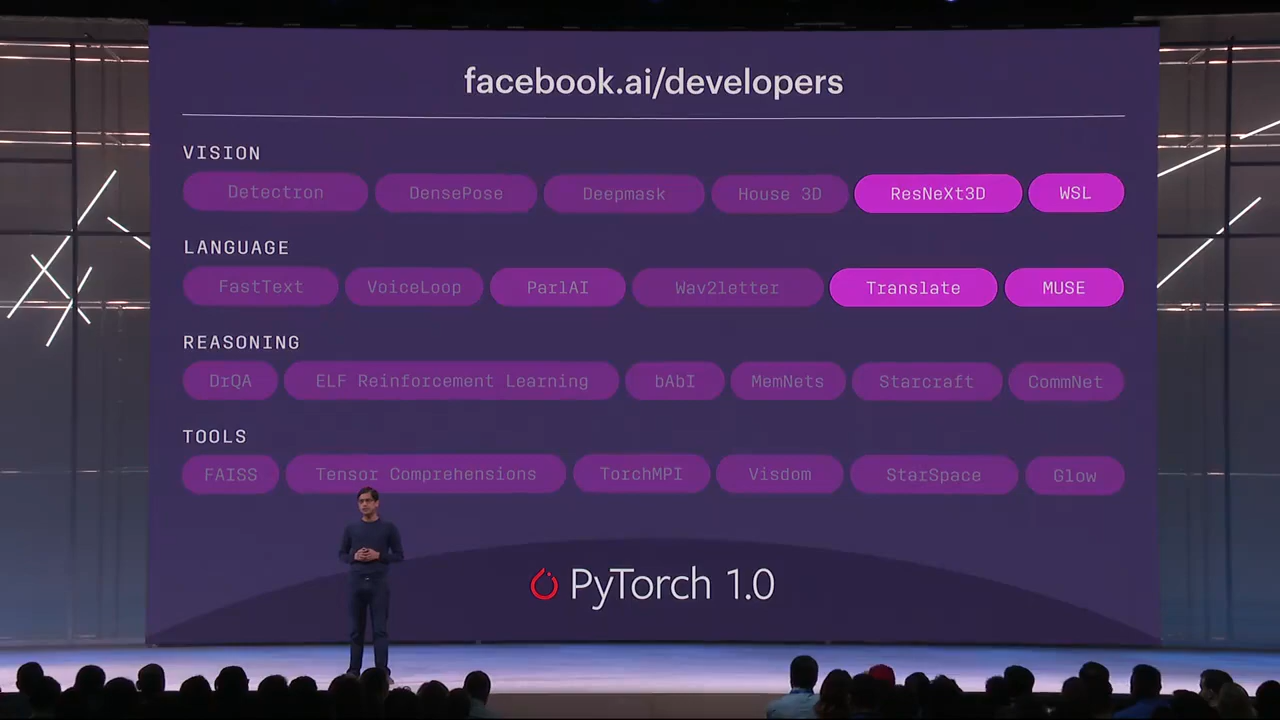 facebook.ai/developers
VISION
Detectron DensePose Deepmask House 3D ResNeXt3D WSL
LANGUAGE
FastText VoiceLoop ParlAI Wav2letter Translate MUSE
REASONING
DrQA ELF Reinforcement Learning bAbI MemNets Starcraft CommNet
TOOLS
FAISS Tensor Comprehensions TorchMPI Visdom StarSpace Glow
PyTorch 1.0